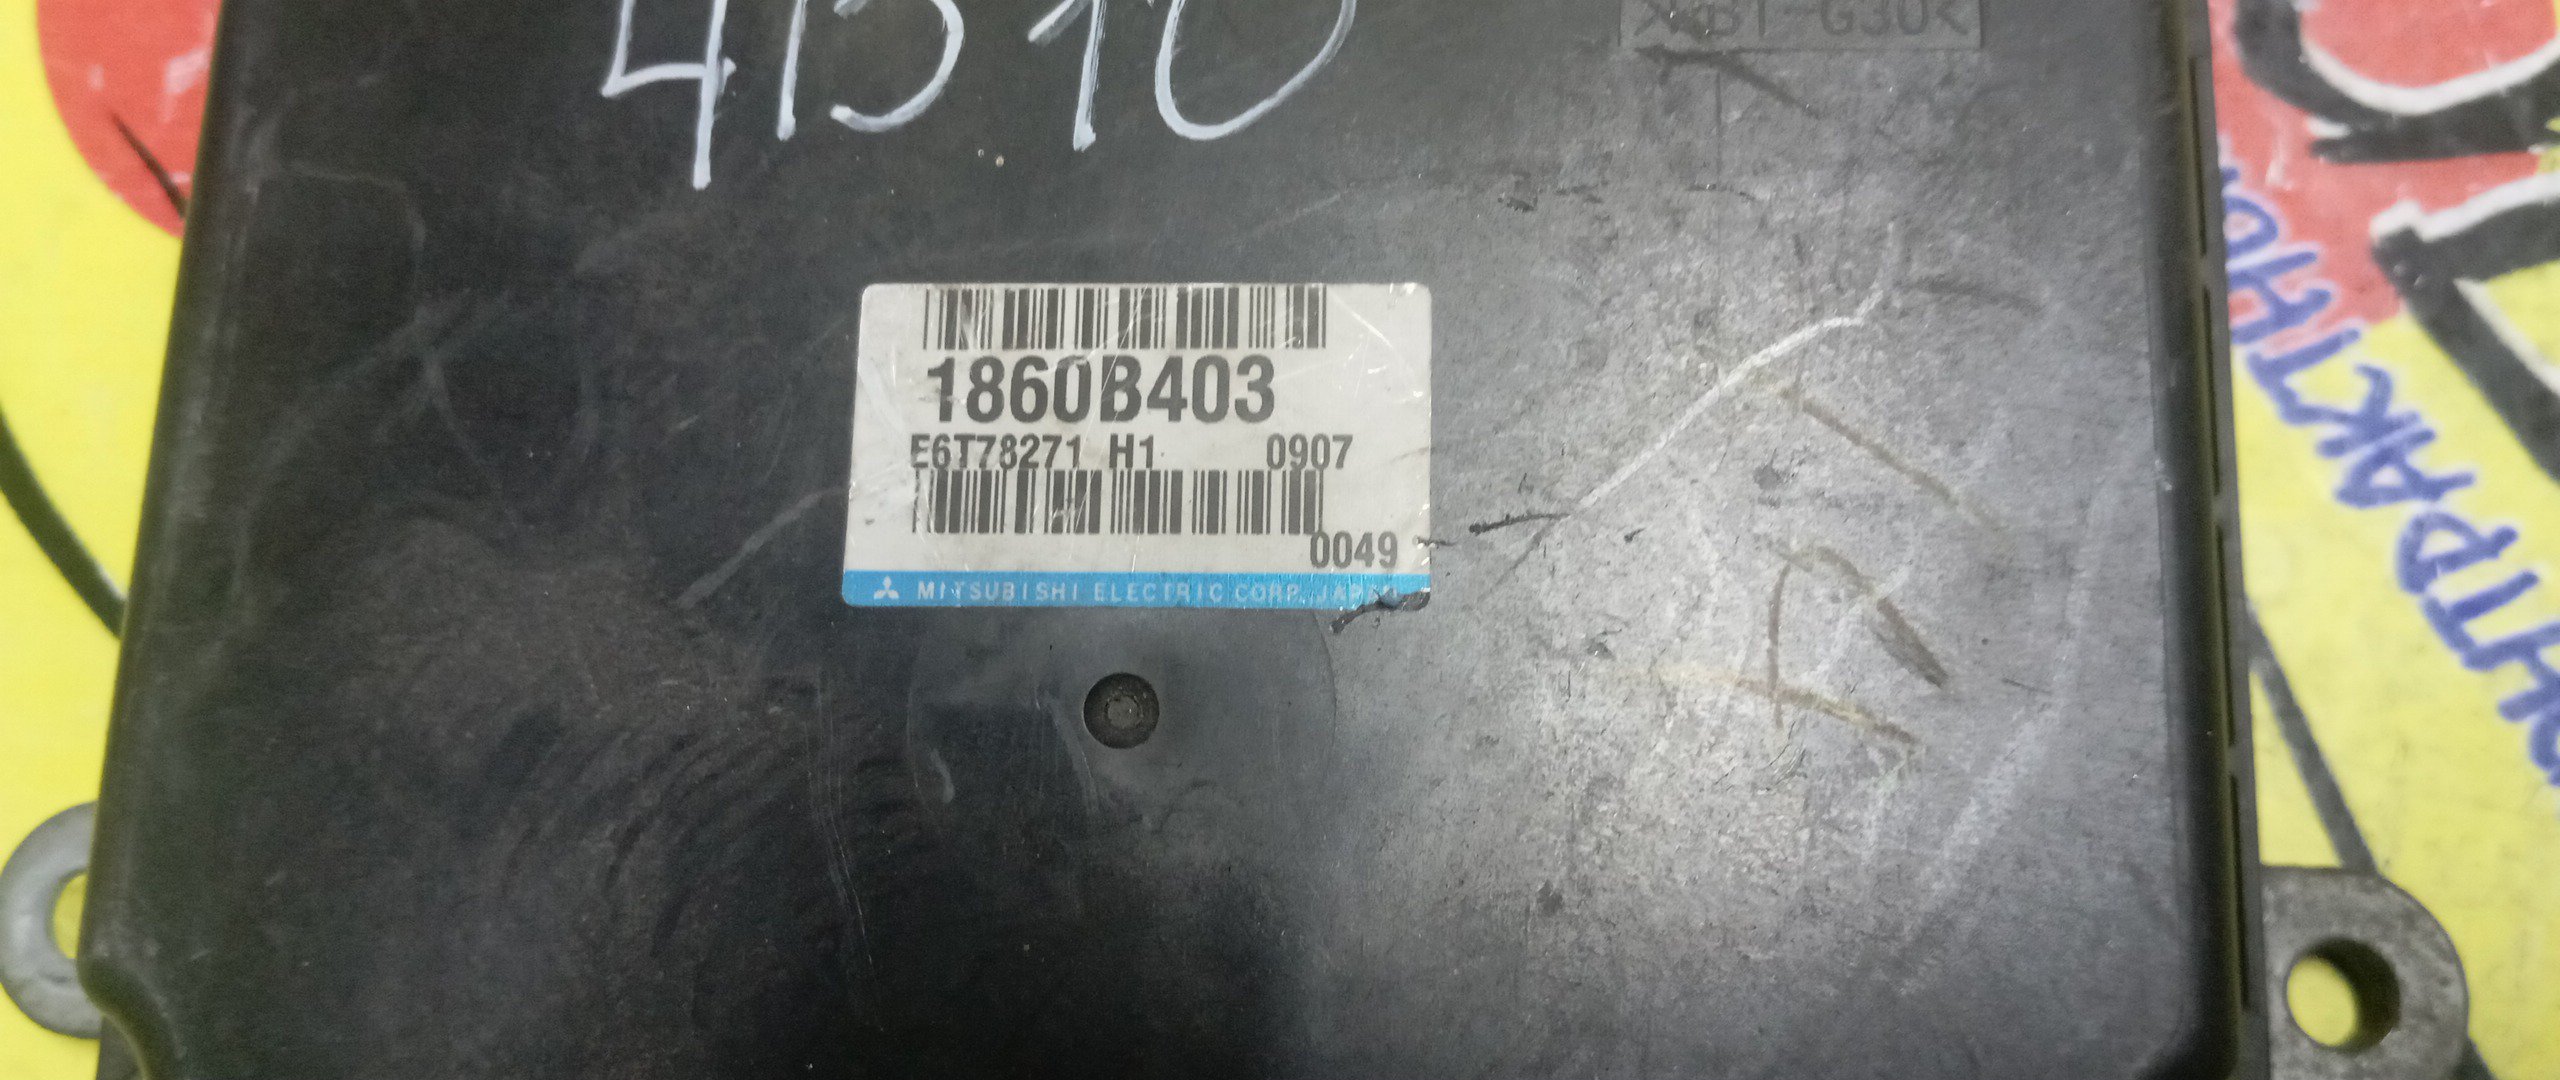 4B10
1860B403
E6T78271 H1 0907
0049
MITSUBISHI ELECTRIC CORP. JAPAN